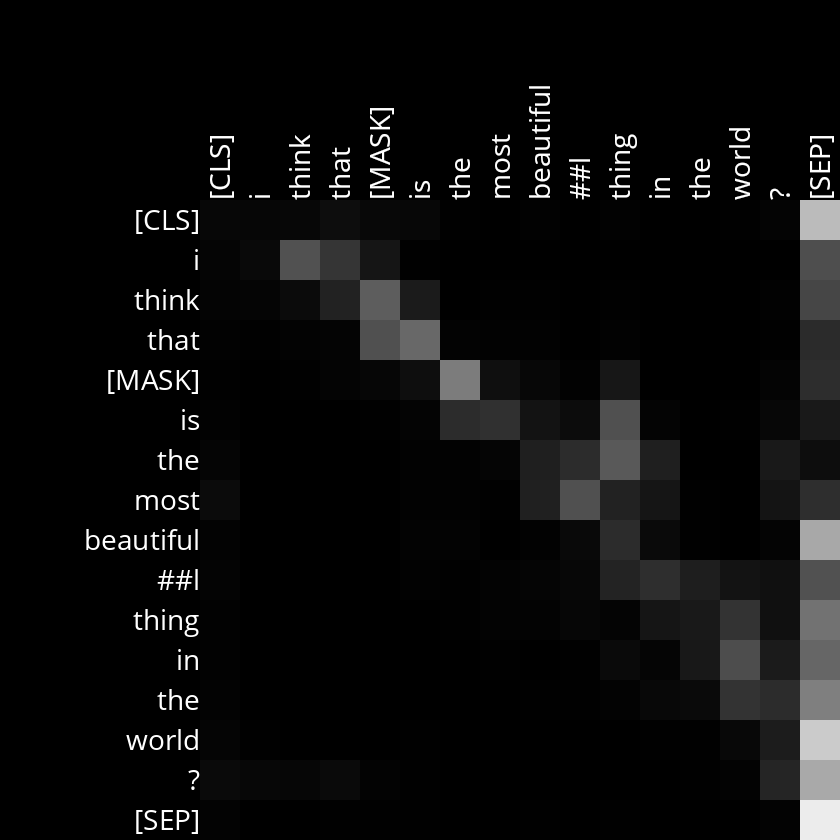 [CLS] i think that [MASK] is the most beautiful ##l thing in the world ? [SEP]
[CLS]
i
think
that
[MASK]
is
the
most
beautiful
##l
thing
in
the
world
?
[SEP]